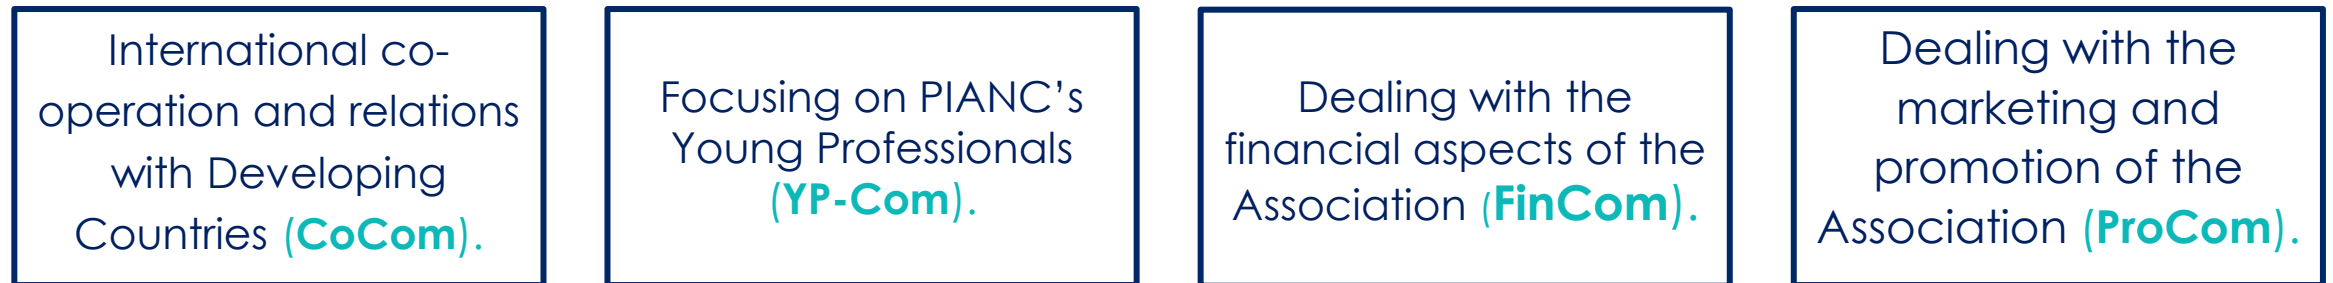 International co-
operation and relations
with Developing
Countries (CoCom).
Focusing on PIANC’s
Young Professionals
(YP-Com).
Dealing with the
financial aspects of the
Association (FinCom).
Dealing with the
marketing and
promotion of the
Association (ProCom).